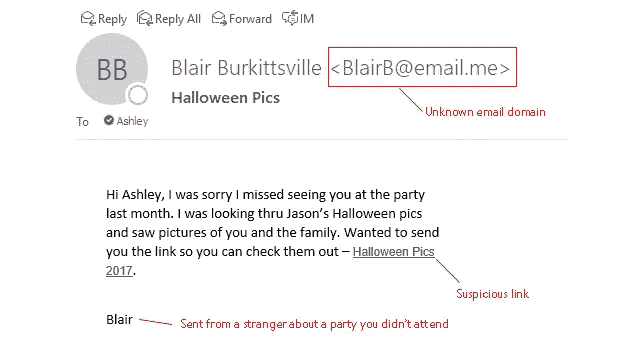 Reply Reply All Forward IM
BB
Blair Burkittsville <BlairB@email.me>
Halloween Pics
Unknown email domain
To Ashley
Hi Ashley, I was sorry I missed seeing you at the party
last month. I was looking thru Jason's Halloween pics
and saw pictures of you and the family. Wanted to send
you the link so you can check them out – Halloween Pics
2017.
Suspicious link
Blair
Sent from a stranger about a party you didn't attend